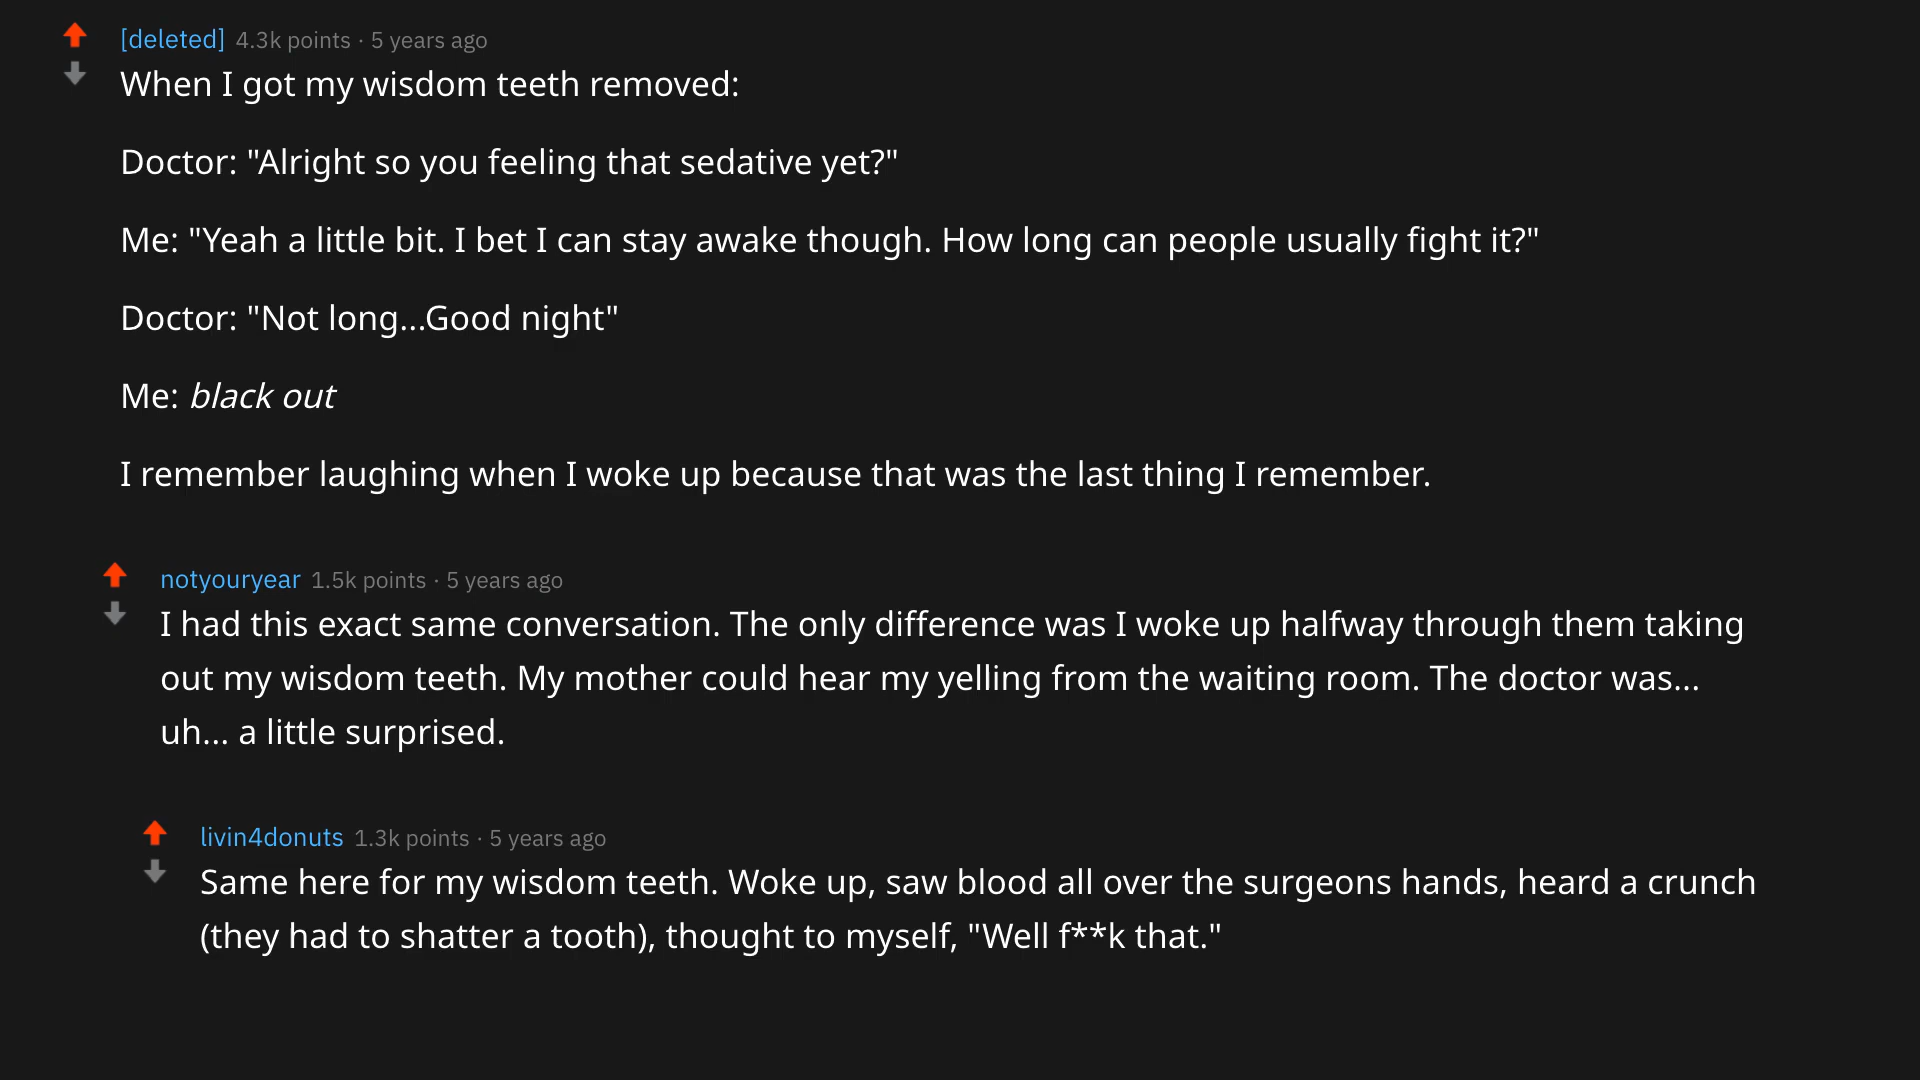 [deleted] 4.3k points · 5 years ago
When I got my wisdom teeth removed:
Doctor: "Alright so you feeling that sedative yet?"
Me: "Yeah a little bit. I bet I can stay awake though. How long can people usually fight it?"
Doctor: "Not long...Good night"
Me: black out
I remember laughing when I woke up because that was the last thing I remember.
notyouryear 1.5k points · 5 years ago
I had this exact same conversation. The only difference was I woke up halfway through them taking
out my wisdom teeth. My mother could hear my yelling from the waiting room. The doctor was...
uh... a little surprised.
livin4donuts 1.3k points · 5 years ago
Same here for my wisdom teeth. Woke up, saw blood all over the surgeons hands, heard a crunch
(they had to shatter a tooth), thought to myself, "Well f**k that."